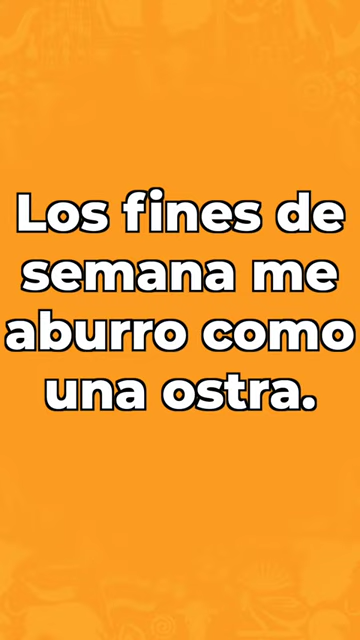 Los fines de
semana me
aburro como
una ostra.